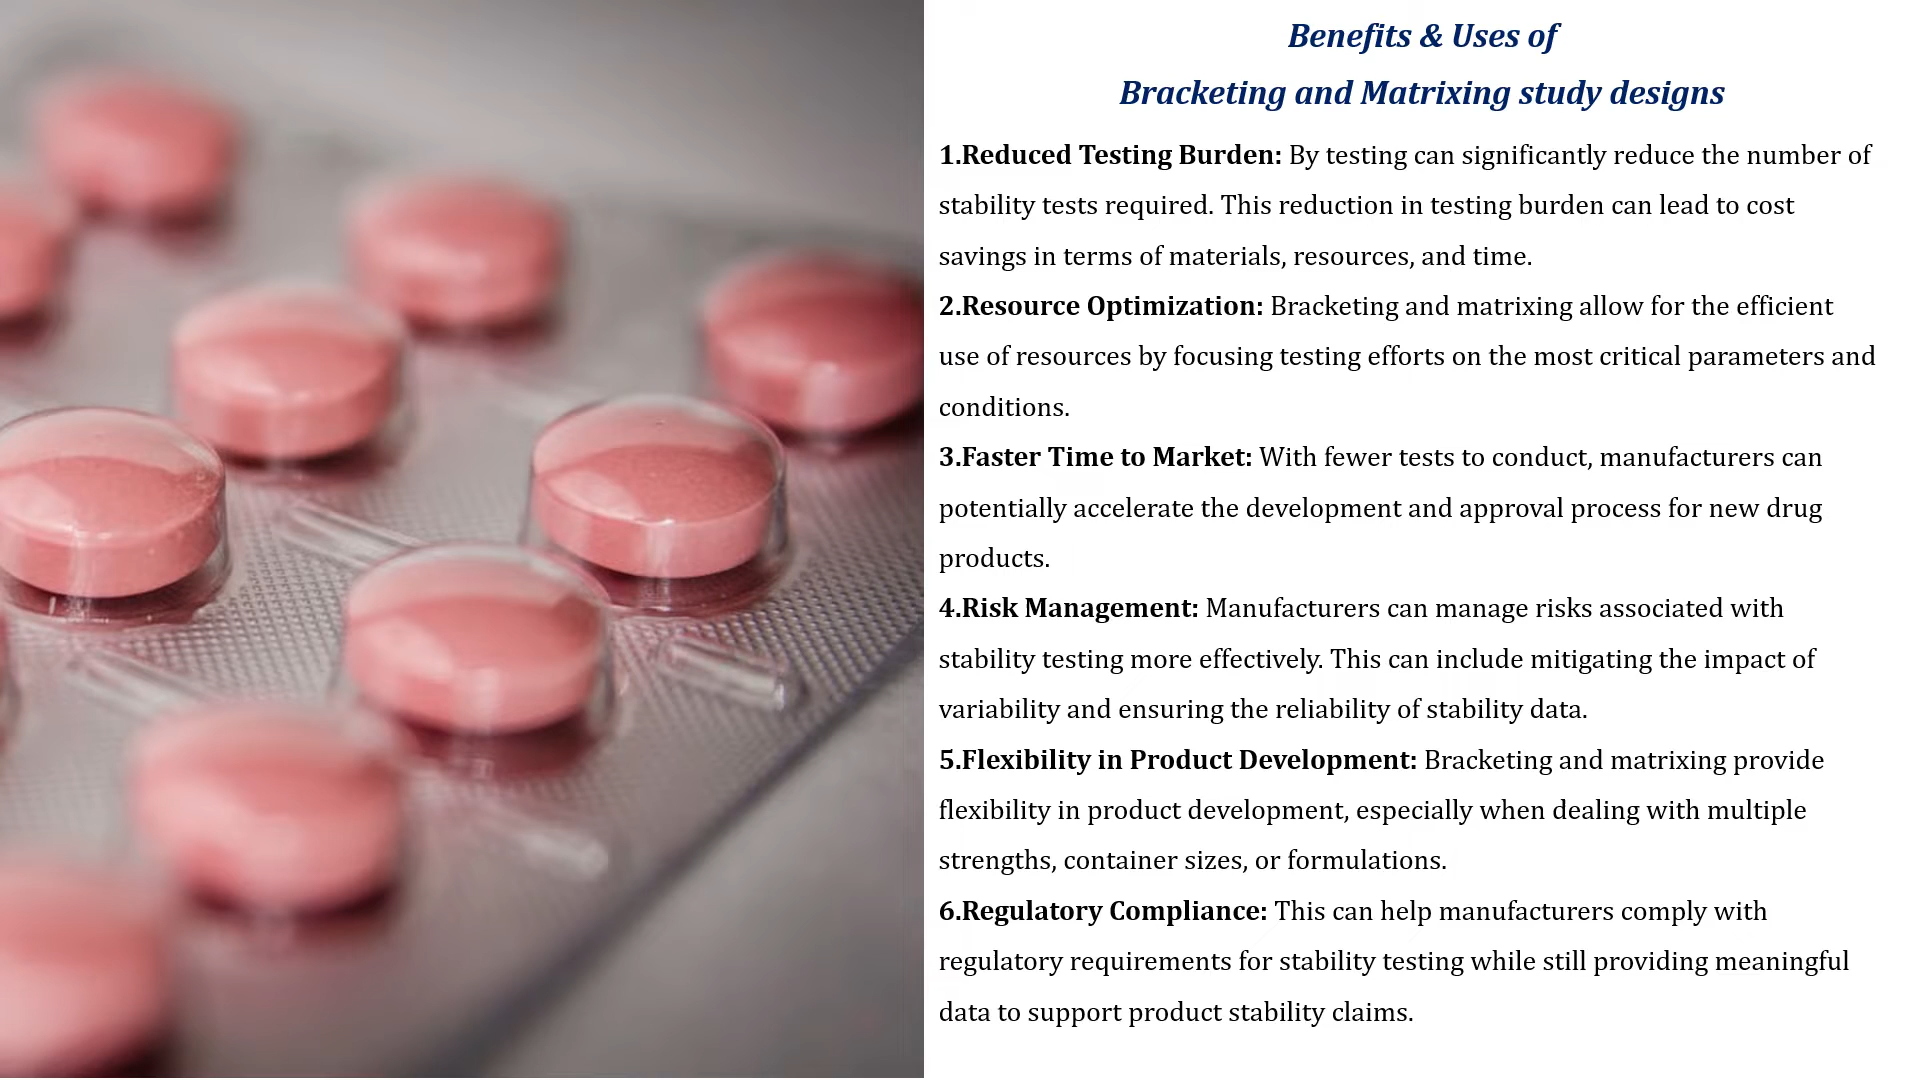 Benefits & Uses of
Bracketing and Matrixing study designs
1.Reduced Testing Burden: By testing can significantly reduce the number of
stability tests required. This reduction in testing burden can lead to cost
savings in terms of materials, resources, and time.
2.Resource Optimization: Bracketing and matrixing allow for the efficient
use of resources by focusing testing efforts on the most critical parameters and
conditions.
3.Faster Time to Market: With fewer tests to conduct, manufacturers can
potentially accelerate the development and approval process for new drug
products.
4.Risk Management: Manufacturers can manage risks associated with
stability testing more effectively. This can include mitigating the impact of
variability and ensuring the reliability of stability data.
5.Flexibility in Product Development: Bracketing and matrixing provide
flexibility in product development, especially when dealing with multiple
strengths, container sizes, or formulations.
6.Regulatory Compliance: This can help manufacturers comply with
regulatory requirements for stability testing while still providing meaningful
data to support product stability claims.